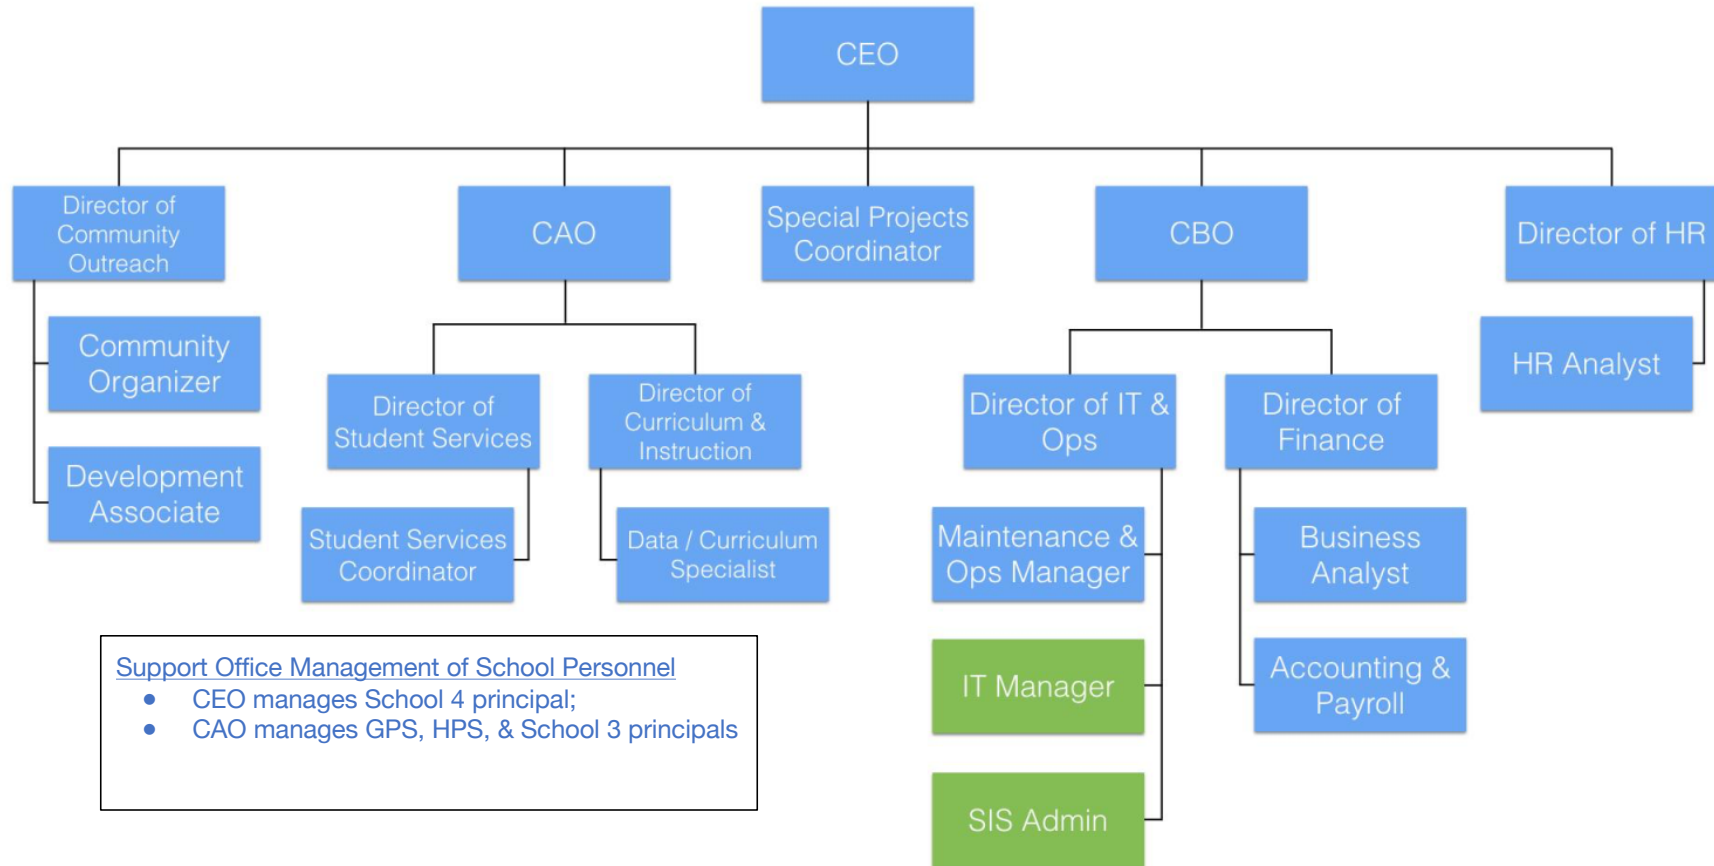 CEO
Director of
Community
Outreach
CAO
Special Projects
Coordinator
CBO
Director of HR
Community
Organizer
HR Analyst
Director of
Student Services
Director of
Curriculum &
Instruction
Director of IT &
Ops
Director of
Finance
Development
Associate
Student Services
Coordinator
Data / Curriculum
Specialist
Maintenance &
Ops Manager
Business
Analyst
IT Manager
Accounting &
Payroll
SIS Admin
Support Office Management of School Personnel
● CEO manages School 4 principal;
● CAO manages GPS, HPS, & School 3 principals